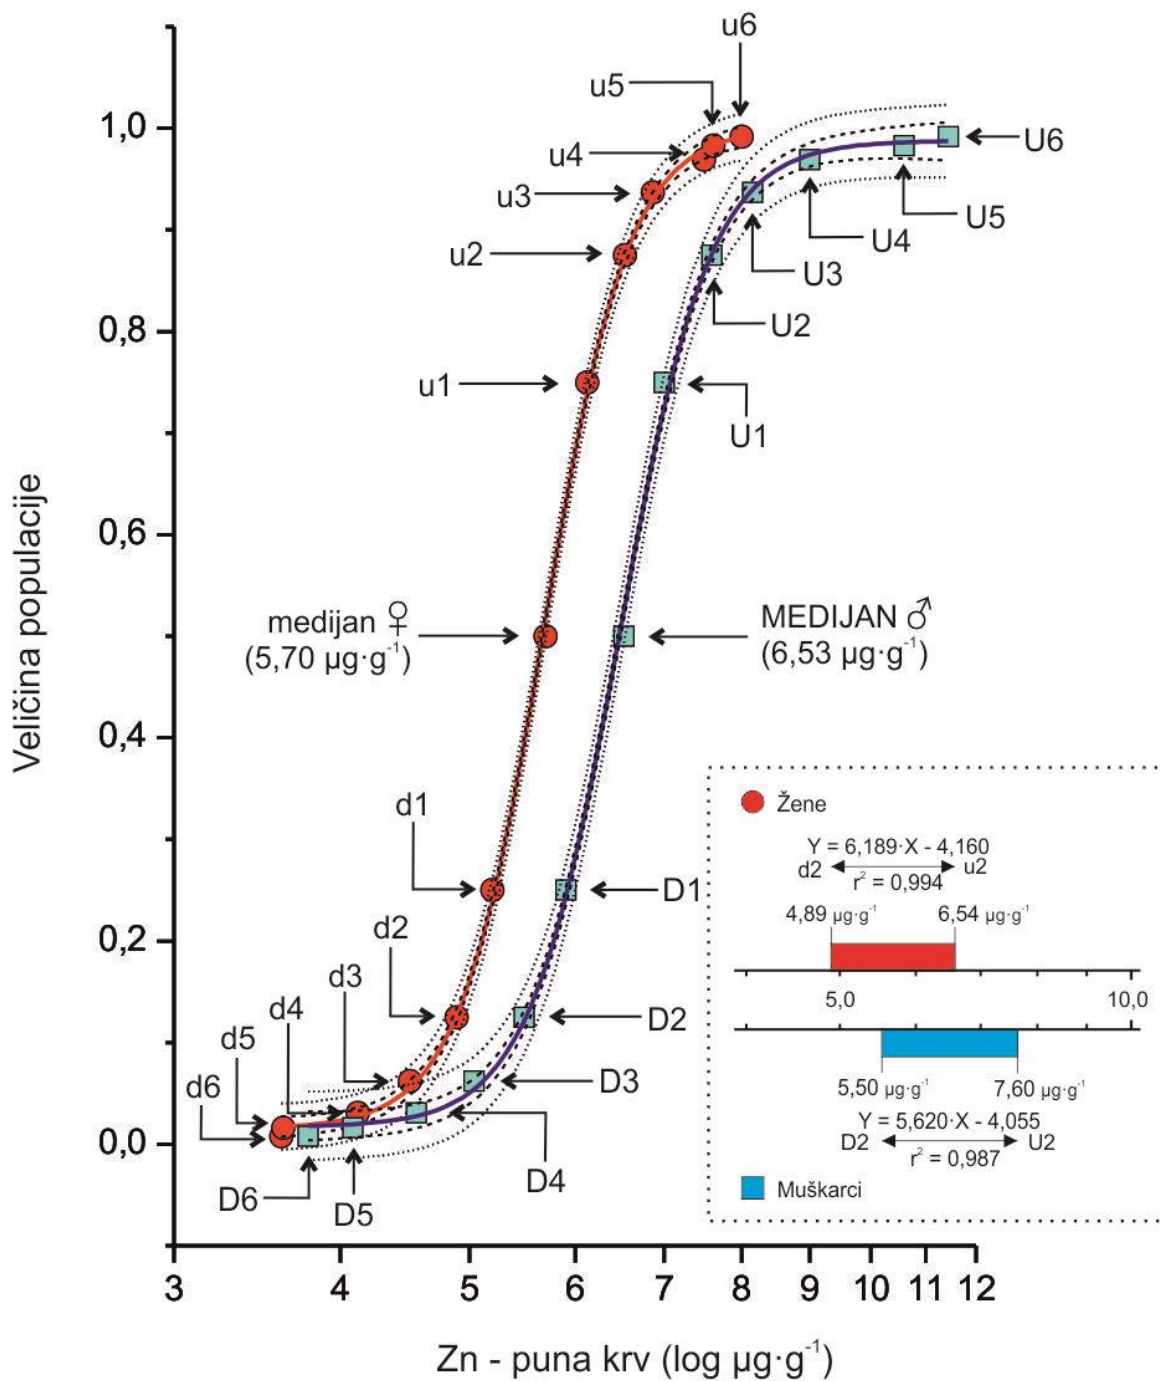 u6
u5
1,0
u4
U6
u3
U5
U4
u2
U3
0,8
U2
u1
U1
Veličina populacije
0,6
medijan ♀
(5,70 µg·g⁻¹)
MEDIJAN ♂
(6,53 µg·g⁻¹)
0,4
d1
D1
d2
0,2
d3
D2
d4
d5
D3
d6
0,0
D4
D6
D5
Žene
Y = 6,189·X - 4,160
d2 u2
r² = 0,994
4,89 µg·g⁻¹ 6,54 µg·g⁻¹
5,0 10,0
5,50 µg·g⁻¹ 7,60 µg·g⁻¹
Y = 5,620·X - 4,055
D2 U2
r² = 0,987
Muškarci
3 4 5 6 7 8 9 10 11 12
Zn - puna krv (log µg·g⁻¹)